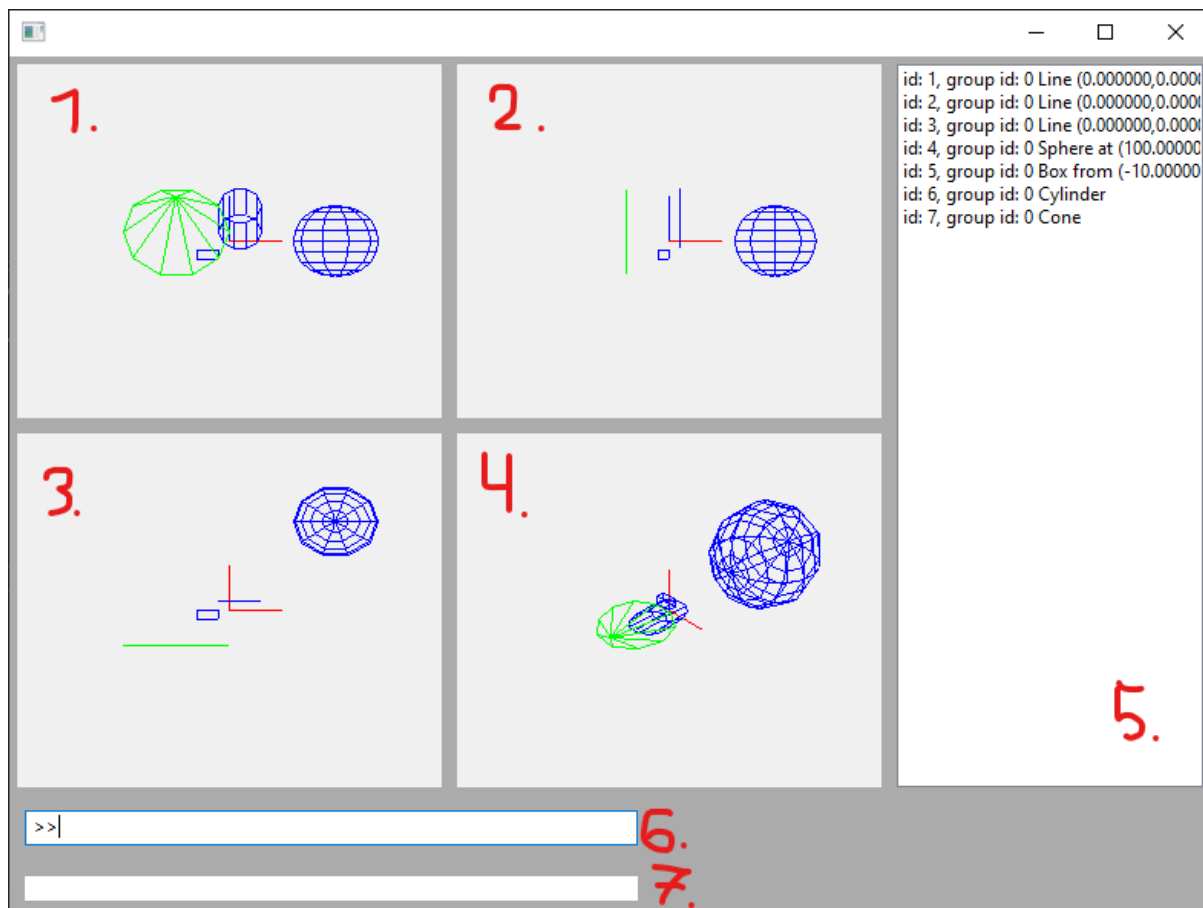 1.
2.
id: 1, group id: 0 Line (0.000000,0.000
id: 2, group id: 0 Line (0.000000,0.000
id: 3, group id: 0 Line (0.000000,0.000
id: 4, group id: 0 Sphere at (100.00000
id: 5, group id: 0 Box from (-10.00000
id: 6, group id: 0 Cylinder
id: 7, group id: 0 Cone
3.
4.
5.
>>
6.
7.